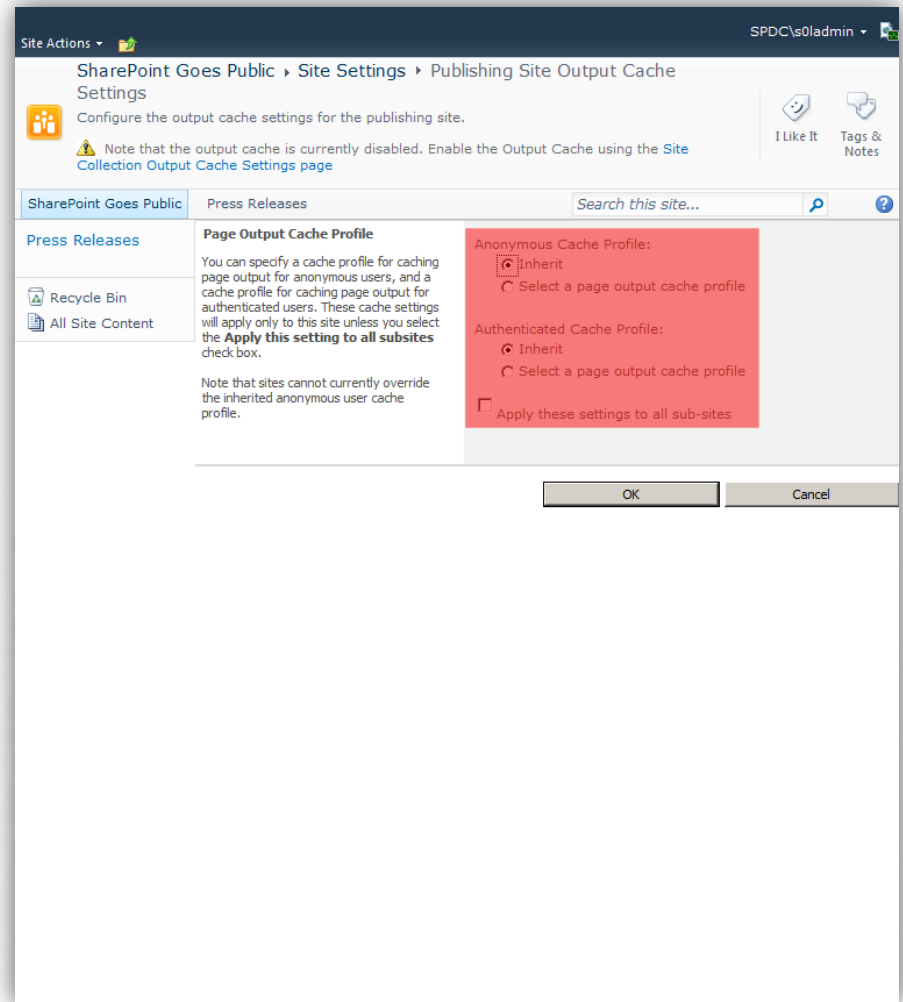 SPDC\s0ladmin
Site Actions
SharePoint Goes Public ▸ Site Settings ▸ Publishing Site Output Cache
Settings
Configure the output cache settings for the publishing site.
Note that the output cache is currently disabled. Enable the Output Cache using the Site
Collection Output Cache Settings page
I Like It
Tags &
Notes
SharePoint Goes Public
Press Releases
Search this site...
Press Releases
Recycle Bin
All Site Content
Page Output Cache Profile
You can specify a cache profile for caching
page output for anonymous users, and a
cache profile for caching page output for
authenticated users. These cache settings
will apply only to this site unless you select
the Apply this setting to all subsites
check box.
Note that sites cannot currently override
the inherited anonymous user cache
profile.
Anonymous Cache Profile:
Inherit
Select a page output cache profile
Authenticated Cache Profile:
Inherit
Select a page output cache profile
Apply these settings to all sub-sites
OK
Cancel